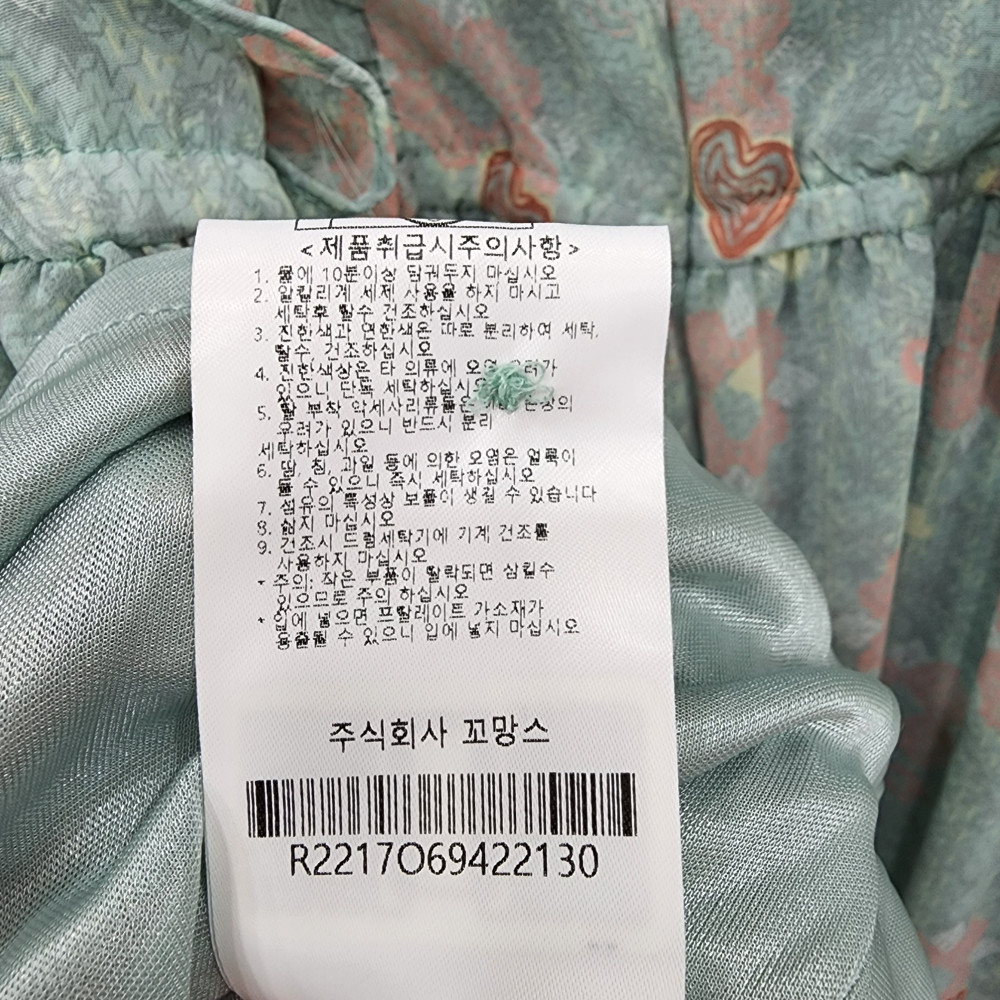 <제품취급시주의사항>
1. 물에 10분이상 담궈두지 마십시오
2. 알킬리계 세제 사용을 하지 마시고
세탁후 탈수 건조하십시오
3. 진한색과 연한색은 따로 분리하여 세탁,
탈수, 건조하십시오
4. 진한색상은 타 의류에
있으니 단독 세탁하십시오
5. 탈 부착 악세사리류들은
우려가 있으니 반드시 분리
세탁하십시오
6. 땀, 침, 과일 등에 의한 오염은 얼룩이
될 수 있으니 즉시 세탁하십시오
7. 섬유의 특성상 보풀이 생길 수 있습니다
8. 삶지 마십시오
9. 건조시 드럼세탁기에 기계 건조를
사용하지 마십시오
* 주의: 작은 부품이 탈락되면 삼킬수
있으므로 주의 하십시오
* 입에 넣으면 프탈레이트 가소재가
용출될 수 있으니 입에 넣지 마십시오
주식회사 꼬망스
R2217O69422130